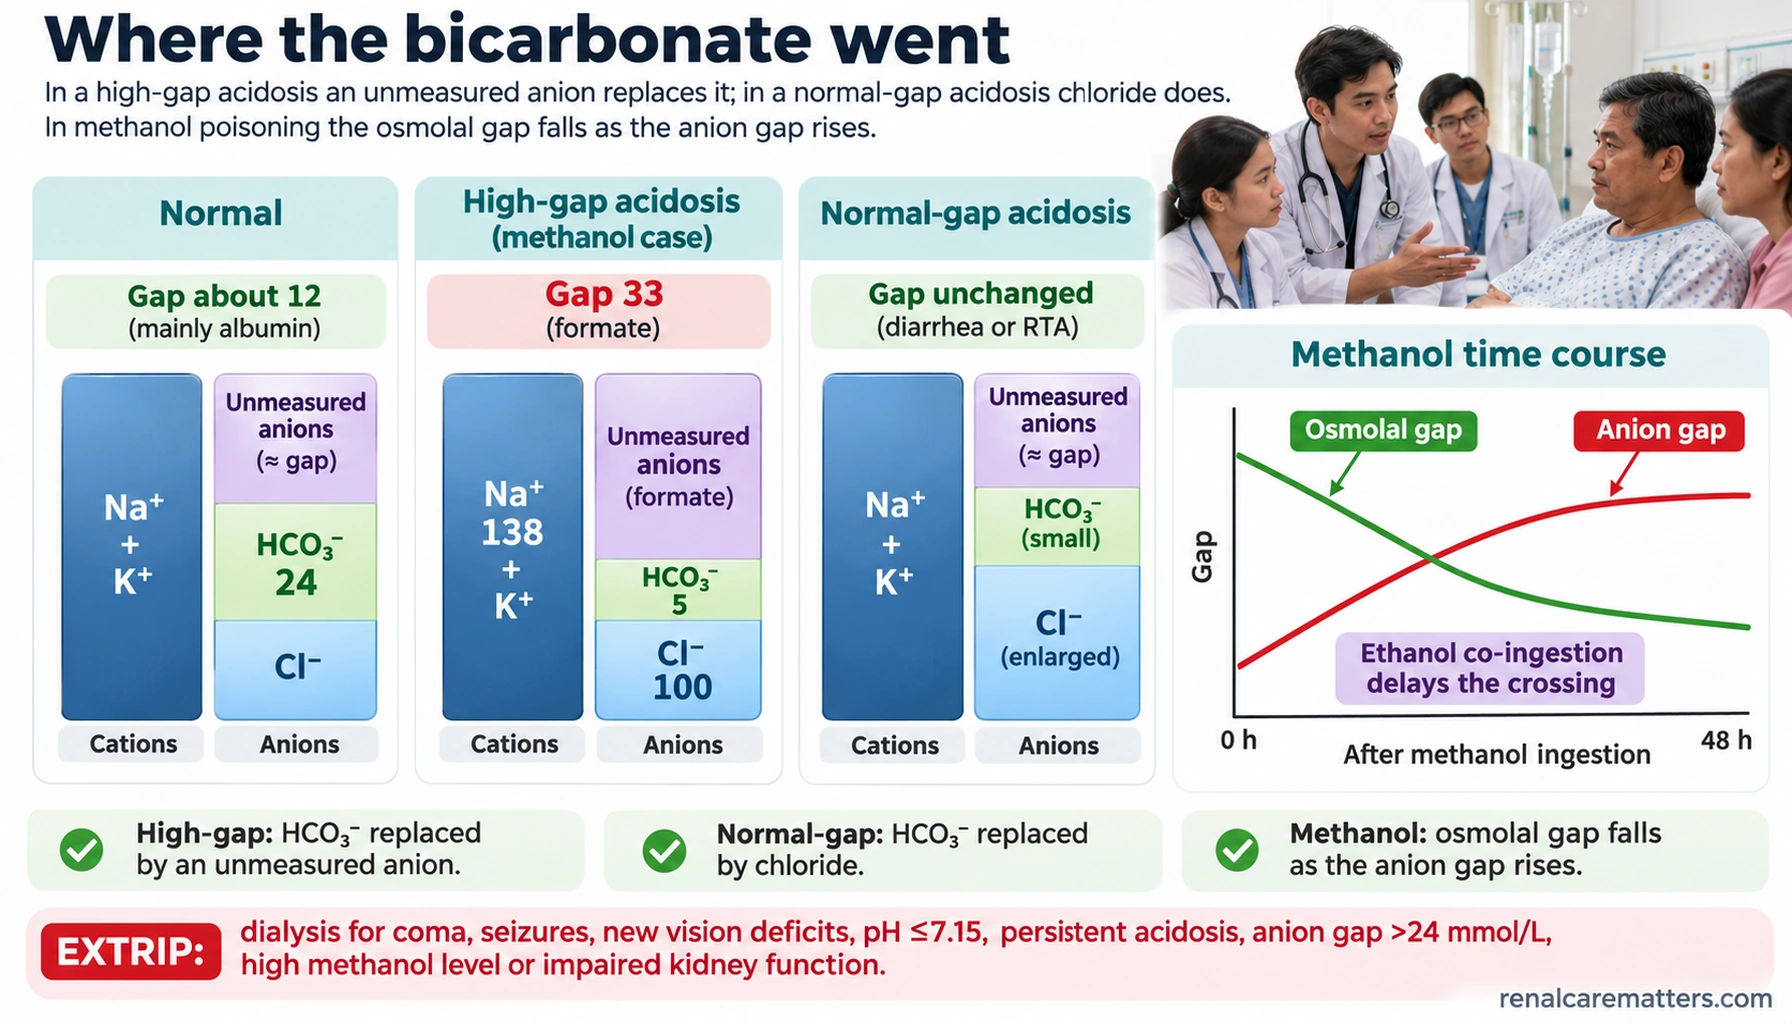 Where the bicarbonate went
In a high-gap acidosis an unmeasured anion replaces it; in a normal-gap acidosis chloride does.
In methanol poisoning the osmolal gap falls as the anion gap rises.
Normal
Gap about 12
(mainly albumin)
Na⁺
+
K⁺
Unmeasured
anions
(≈ gap)
HCO₃⁻
24
Cl⁻
Cations
Anions
High-gap acidosis
(methanol case)
Gap 33
(formate)
Na⁺
138
+
K⁺
Unmeasured
anions
(formate)
HCO₃⁻
5
Cl⁻
100
Cations
Anions
Normal-gap acidosis
Gap unchanged
(diarrhea or RTA)
Na⁺
+
K⁺
Unmeasured
anions
(≈ gap)
HCO₃⁻
(small)
Cl⁻
(enlarged)
Cations
Anions
Methanol time course
Osmolal gap
Anion gap
Gap
Ethanol co-ingestion
delays the crossing
0 h
After methanol ingestion
48 h
High-gap: HCO₃⁻ replaced
by an unmeasured anion.
Normal-gap: HCO₃⁻ replaced
by chloride.
Methanol: osmolal gap falls
as the anion gap rises.
EXTRIP:
dialysis for coma, seizures, new vision deficits, pH ≤7.15, persistent acidosis, anion gap >24 mmol/L,
high methanol level or impaired kidney function.
renalcarematters.com